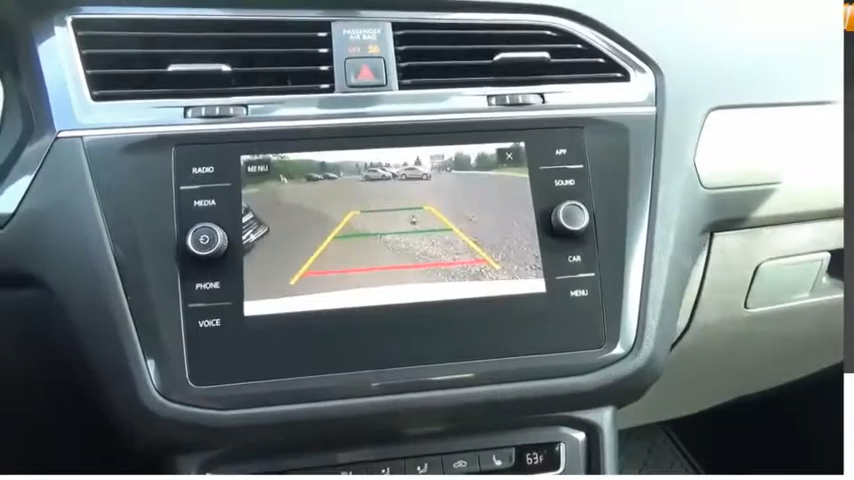 PASSENGER
AIR BAG
OFF
MENU
RADIO
MEDIA
PHONE
VOICE
APP
SOUND
CAR
MENU
63°F